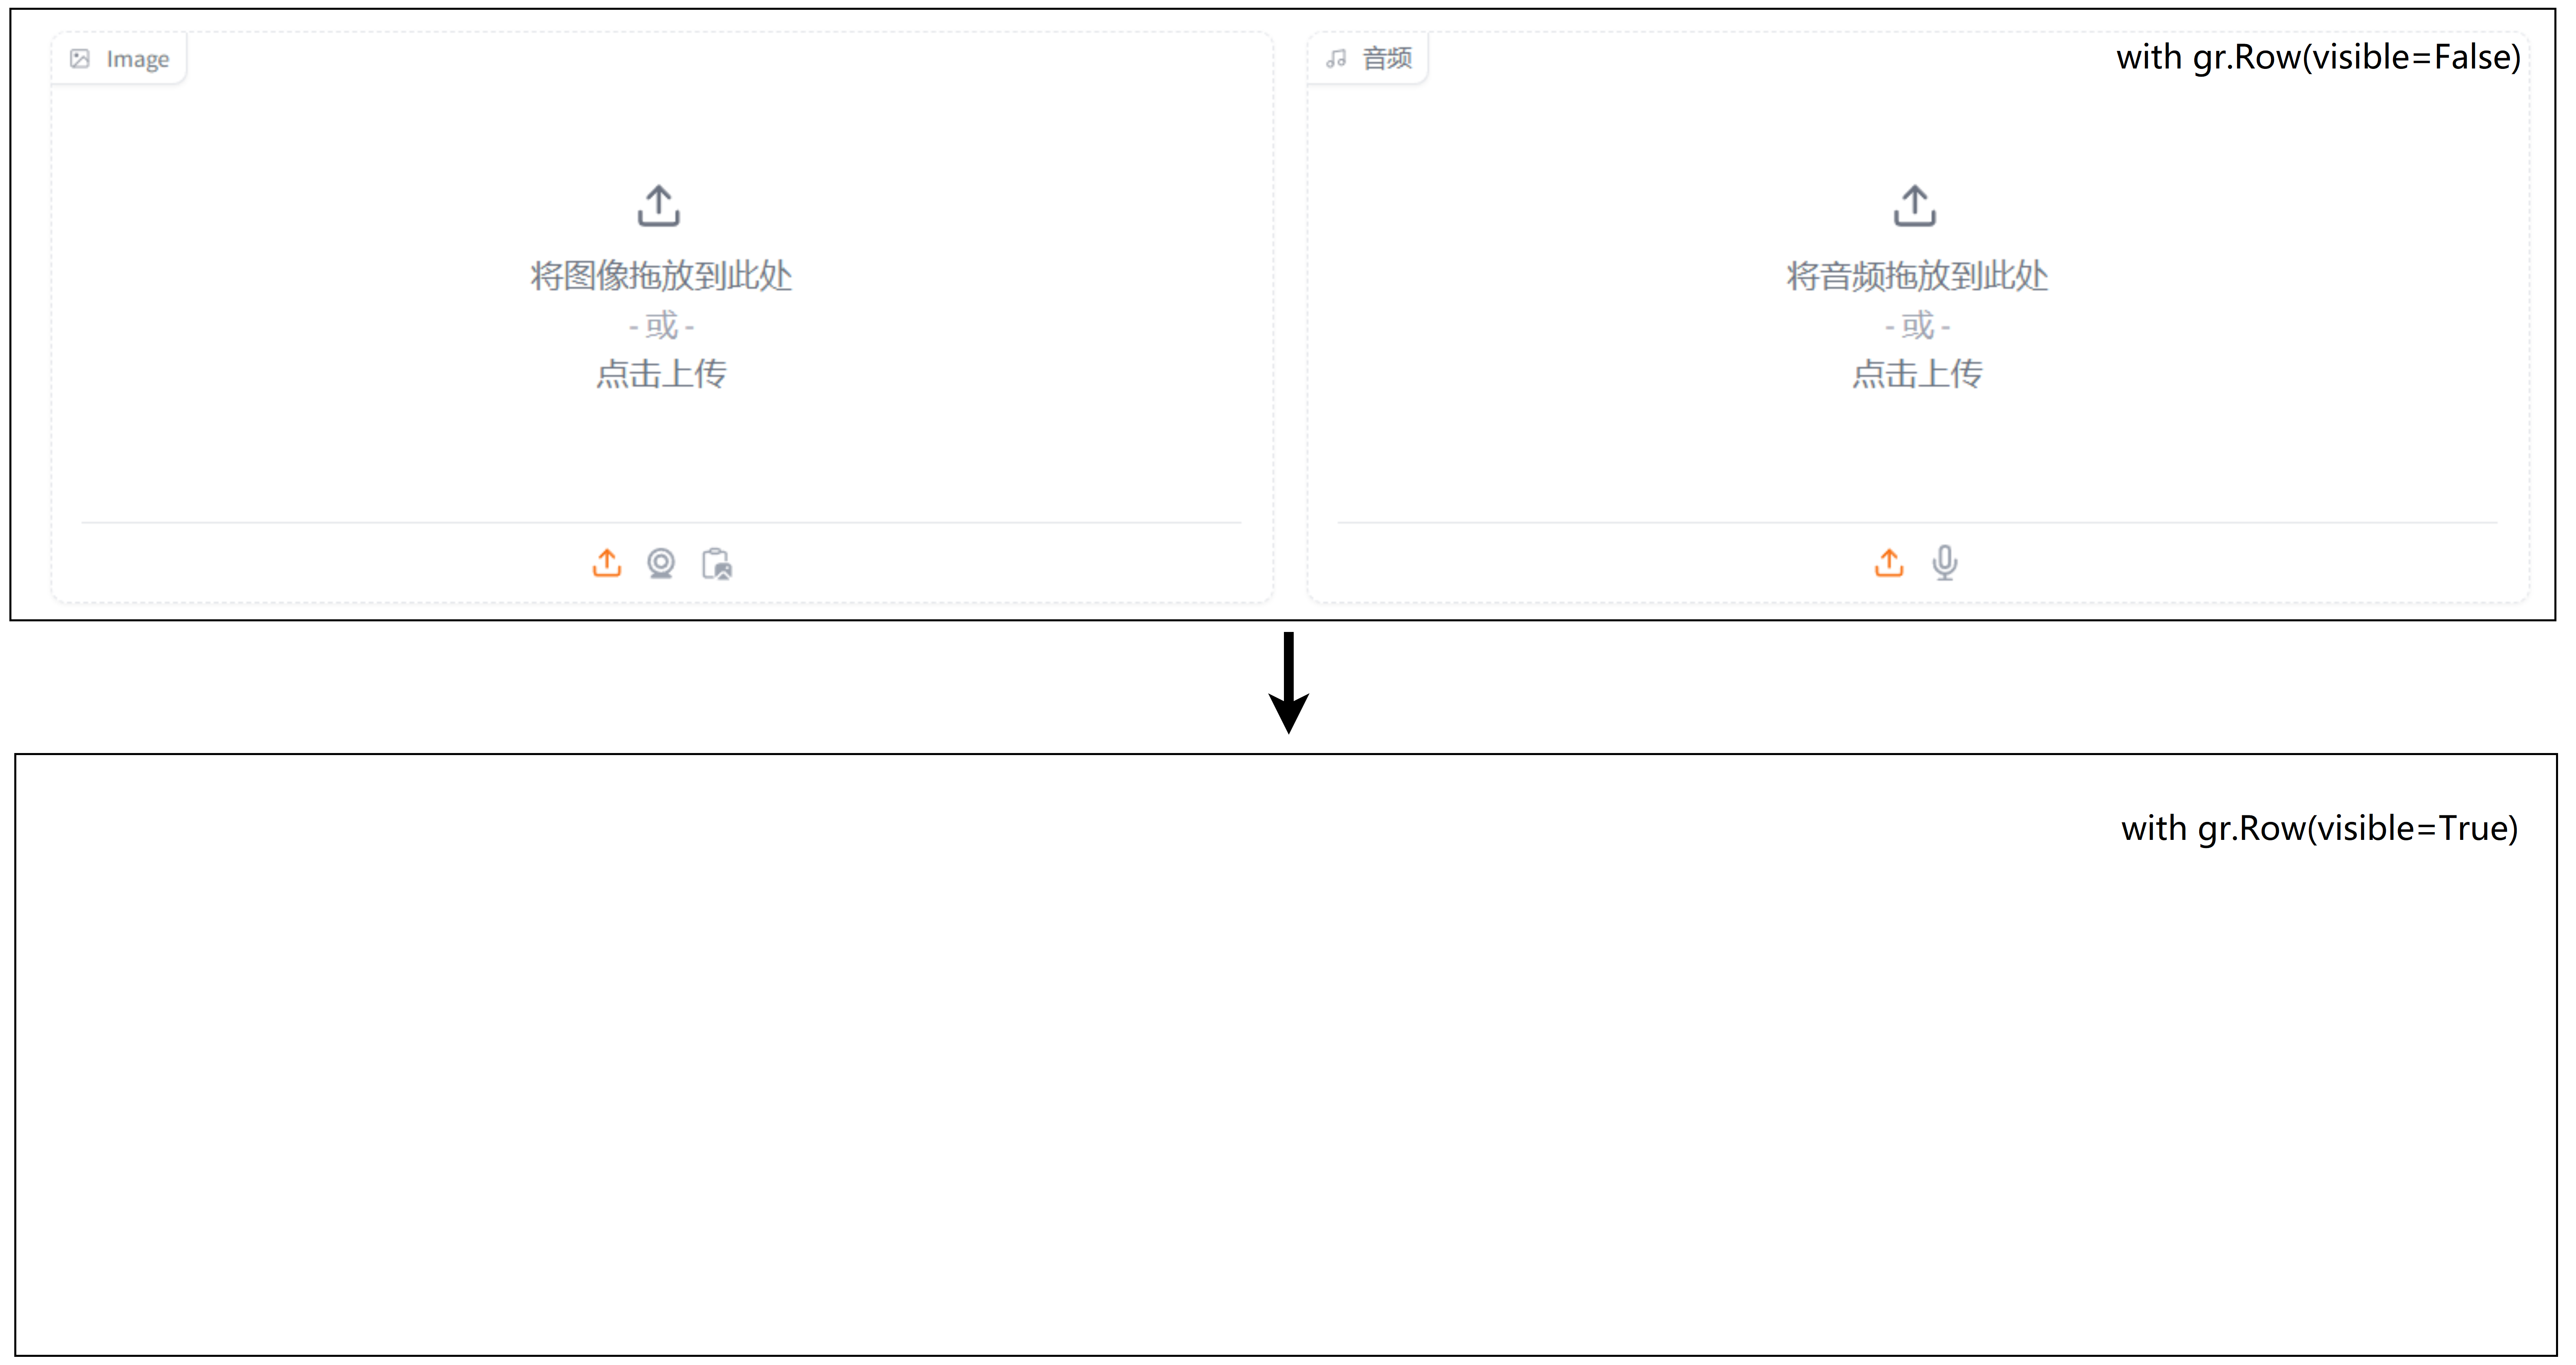 Image
音频
with gr.Row(visible=False)
将图像拖放到此处
- 或 -
点击上传
将音频拖放到此处
- 或 -
点击上传
with gr.Row(visible=True)